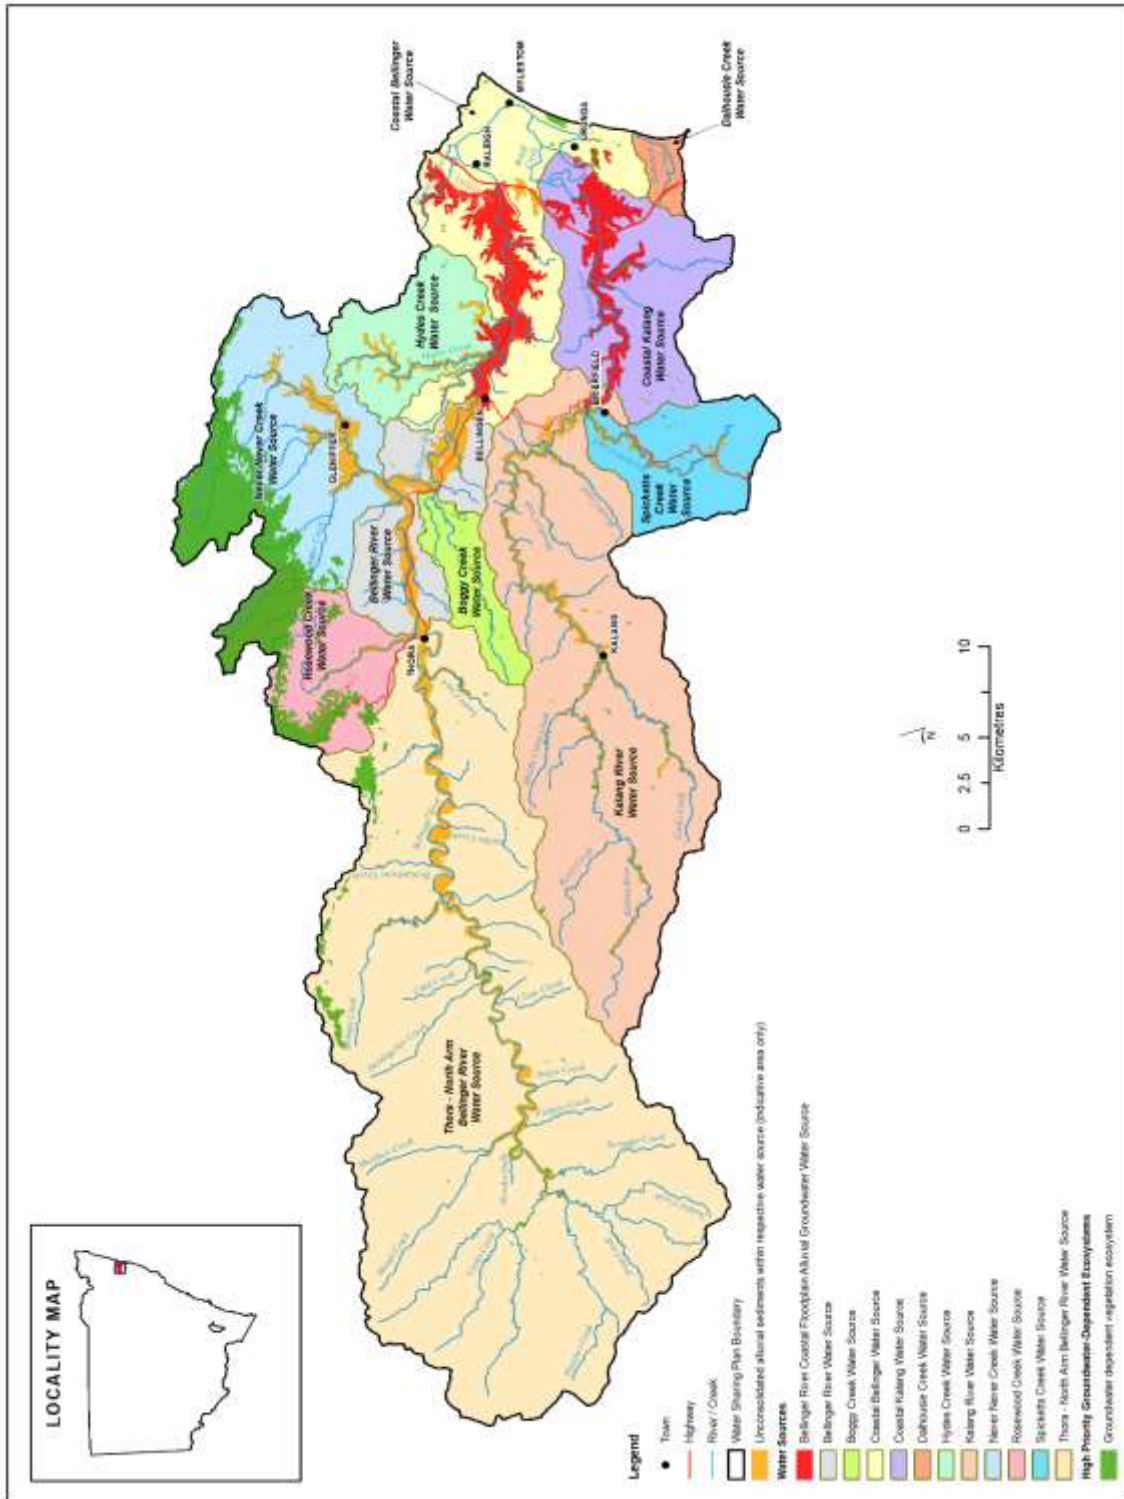 LOCALITY MAP
Coastal Bellinger
Water Source
MYLESTOM
RALEIGH
URUNGA
Dalhousie Creek
Water Source
Hydes Creek
Water Source
Never Never Creek
Water Source
GLENIFFER
BELLINGEN
BRIERFIELD
Coastal Kalang
Water Source
Spicketts
Creek
Water
Source
Bellinger River
Water Source
Boggy Creek
Water Source
Rosewood Creek
Water Source
THORA
KALANG
Kalang River
Water Source
Thora - North Arm
Bellinger River
Water Source
N
0 2.5 5 10
Kilometres
Legend
Town
Highway
River / Creek
Water Sharing Plan Boundary
Unconsolidated alluvial sediments within respective water source (indicative area only)
Water Sources
Bellinger River Coastal Floodplain Alluvial Groundwater Water Source
Bellinger River Water Source
Boggy Creek Water Source
Coastal Bellinger Water Source
Coastal Kalang Water Source
Dalhousie Creek Water Source
Hydes Creek Water Source
Kalang River Water Source
Never Never Creek Water Source
Rosewood Creek Water Source
Spicketts Creek Water Source
Thora - North Arm Bellinger River Water Source
High Priority Groundwater-Dependent Ecosystems
Groundwater dependent vegetation ecosystem